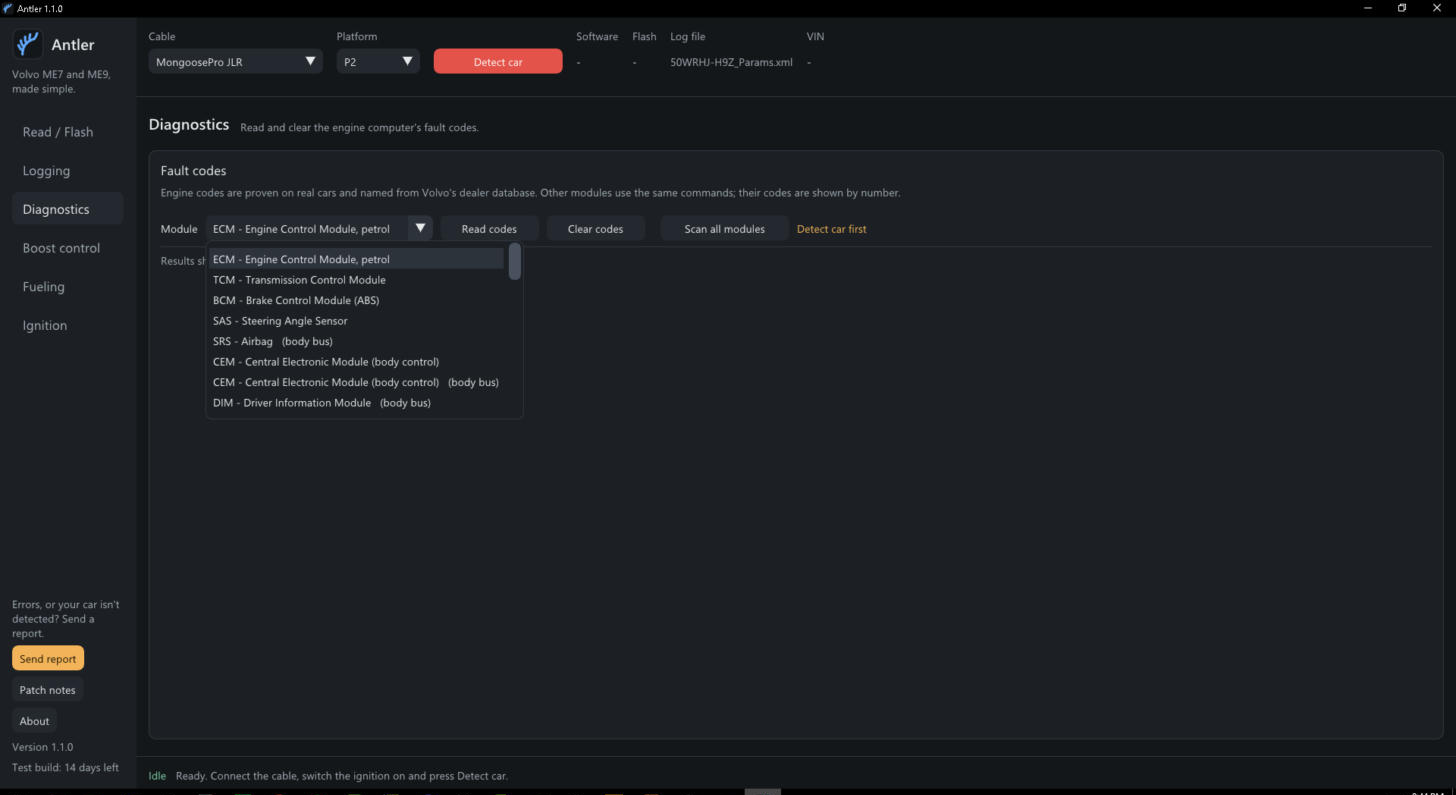 Antler 1.1.0
Antler
Volvo ME7 and ME9,
made simple.
Read / Flash
Logging
Diagnostics
Boost control
Fueling
Ignition
Errors, or your car isn't
detected? Send a
report.
Send report
Patch notes
About
Version 1.1.0
Test build: 14 days left
Cable Platform Software Flash Log file VIN
MongoosePro JLR P2 Detect car - - 50WRHJ-H9Z_Params.xml -
Diagnostics Read and clear the engine computer's fault codes.
Fault codes
Engine codes are proven on real cars and named from Volvo's dealer database. Other modules use the same commands; their codes are shown by number.
Module ECM - Engine Control Module, petrol Read codes Clear codes Scan all modules Detect car first
Results
ECM - Engine Control Module, petrol
TCM - Transmission Control Module
BCM - Brake Control Module (ABS)
SAS - Steering Angle Sensor
SRS - Airbag (body bus)
CEM - Central Electronic Module (body control)
CEM - Central Electronic Module (body control) (body bus)
DIM - Driver Information Module (body bus)
Idle Ready. Connect the cable, switch the ignition on and press Detect car.